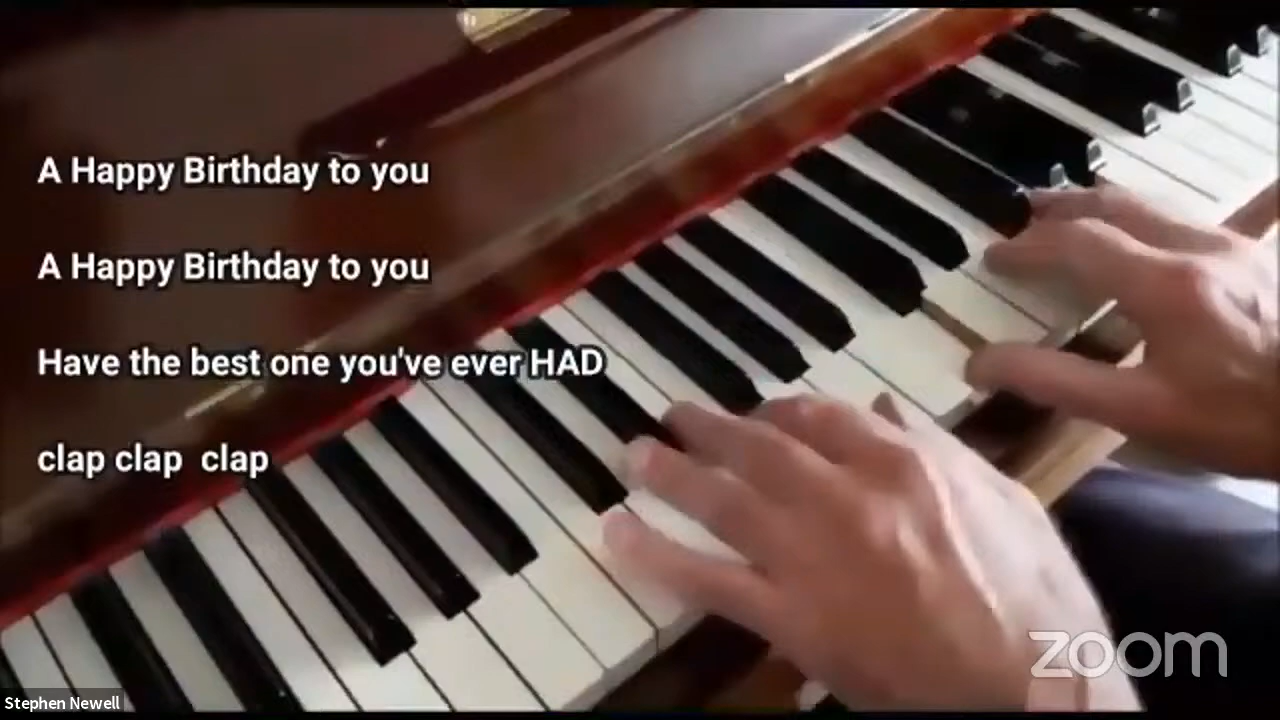 A Happy Birthday to you
A Happy Birthday to you
Have the best one you've ever HAD
clap clap  clap
zoom
Stephen Newell